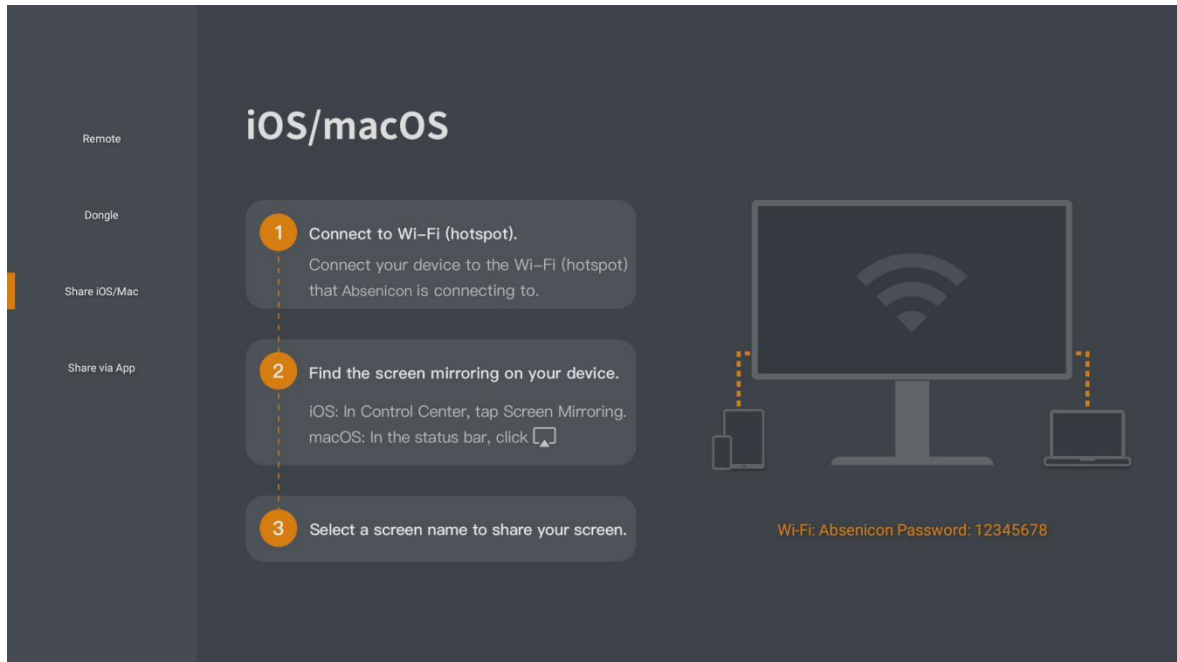 Remote
Dongle
Share iOS/Mac
Share via App
iOS/macOS
1
Connect to Wi-Fi (hotspot).
Connect your device to the Wi-Fi (hotspot)
that Absenicon is connecting to.
2
Find the screen mirroring on your device.
iOS: In Control Center, tap Screen Mirroring.
macOS: In the status bar, click
3
Select a screen name to share your screen.
Wi-Fi: Absenicon Password: 12345678